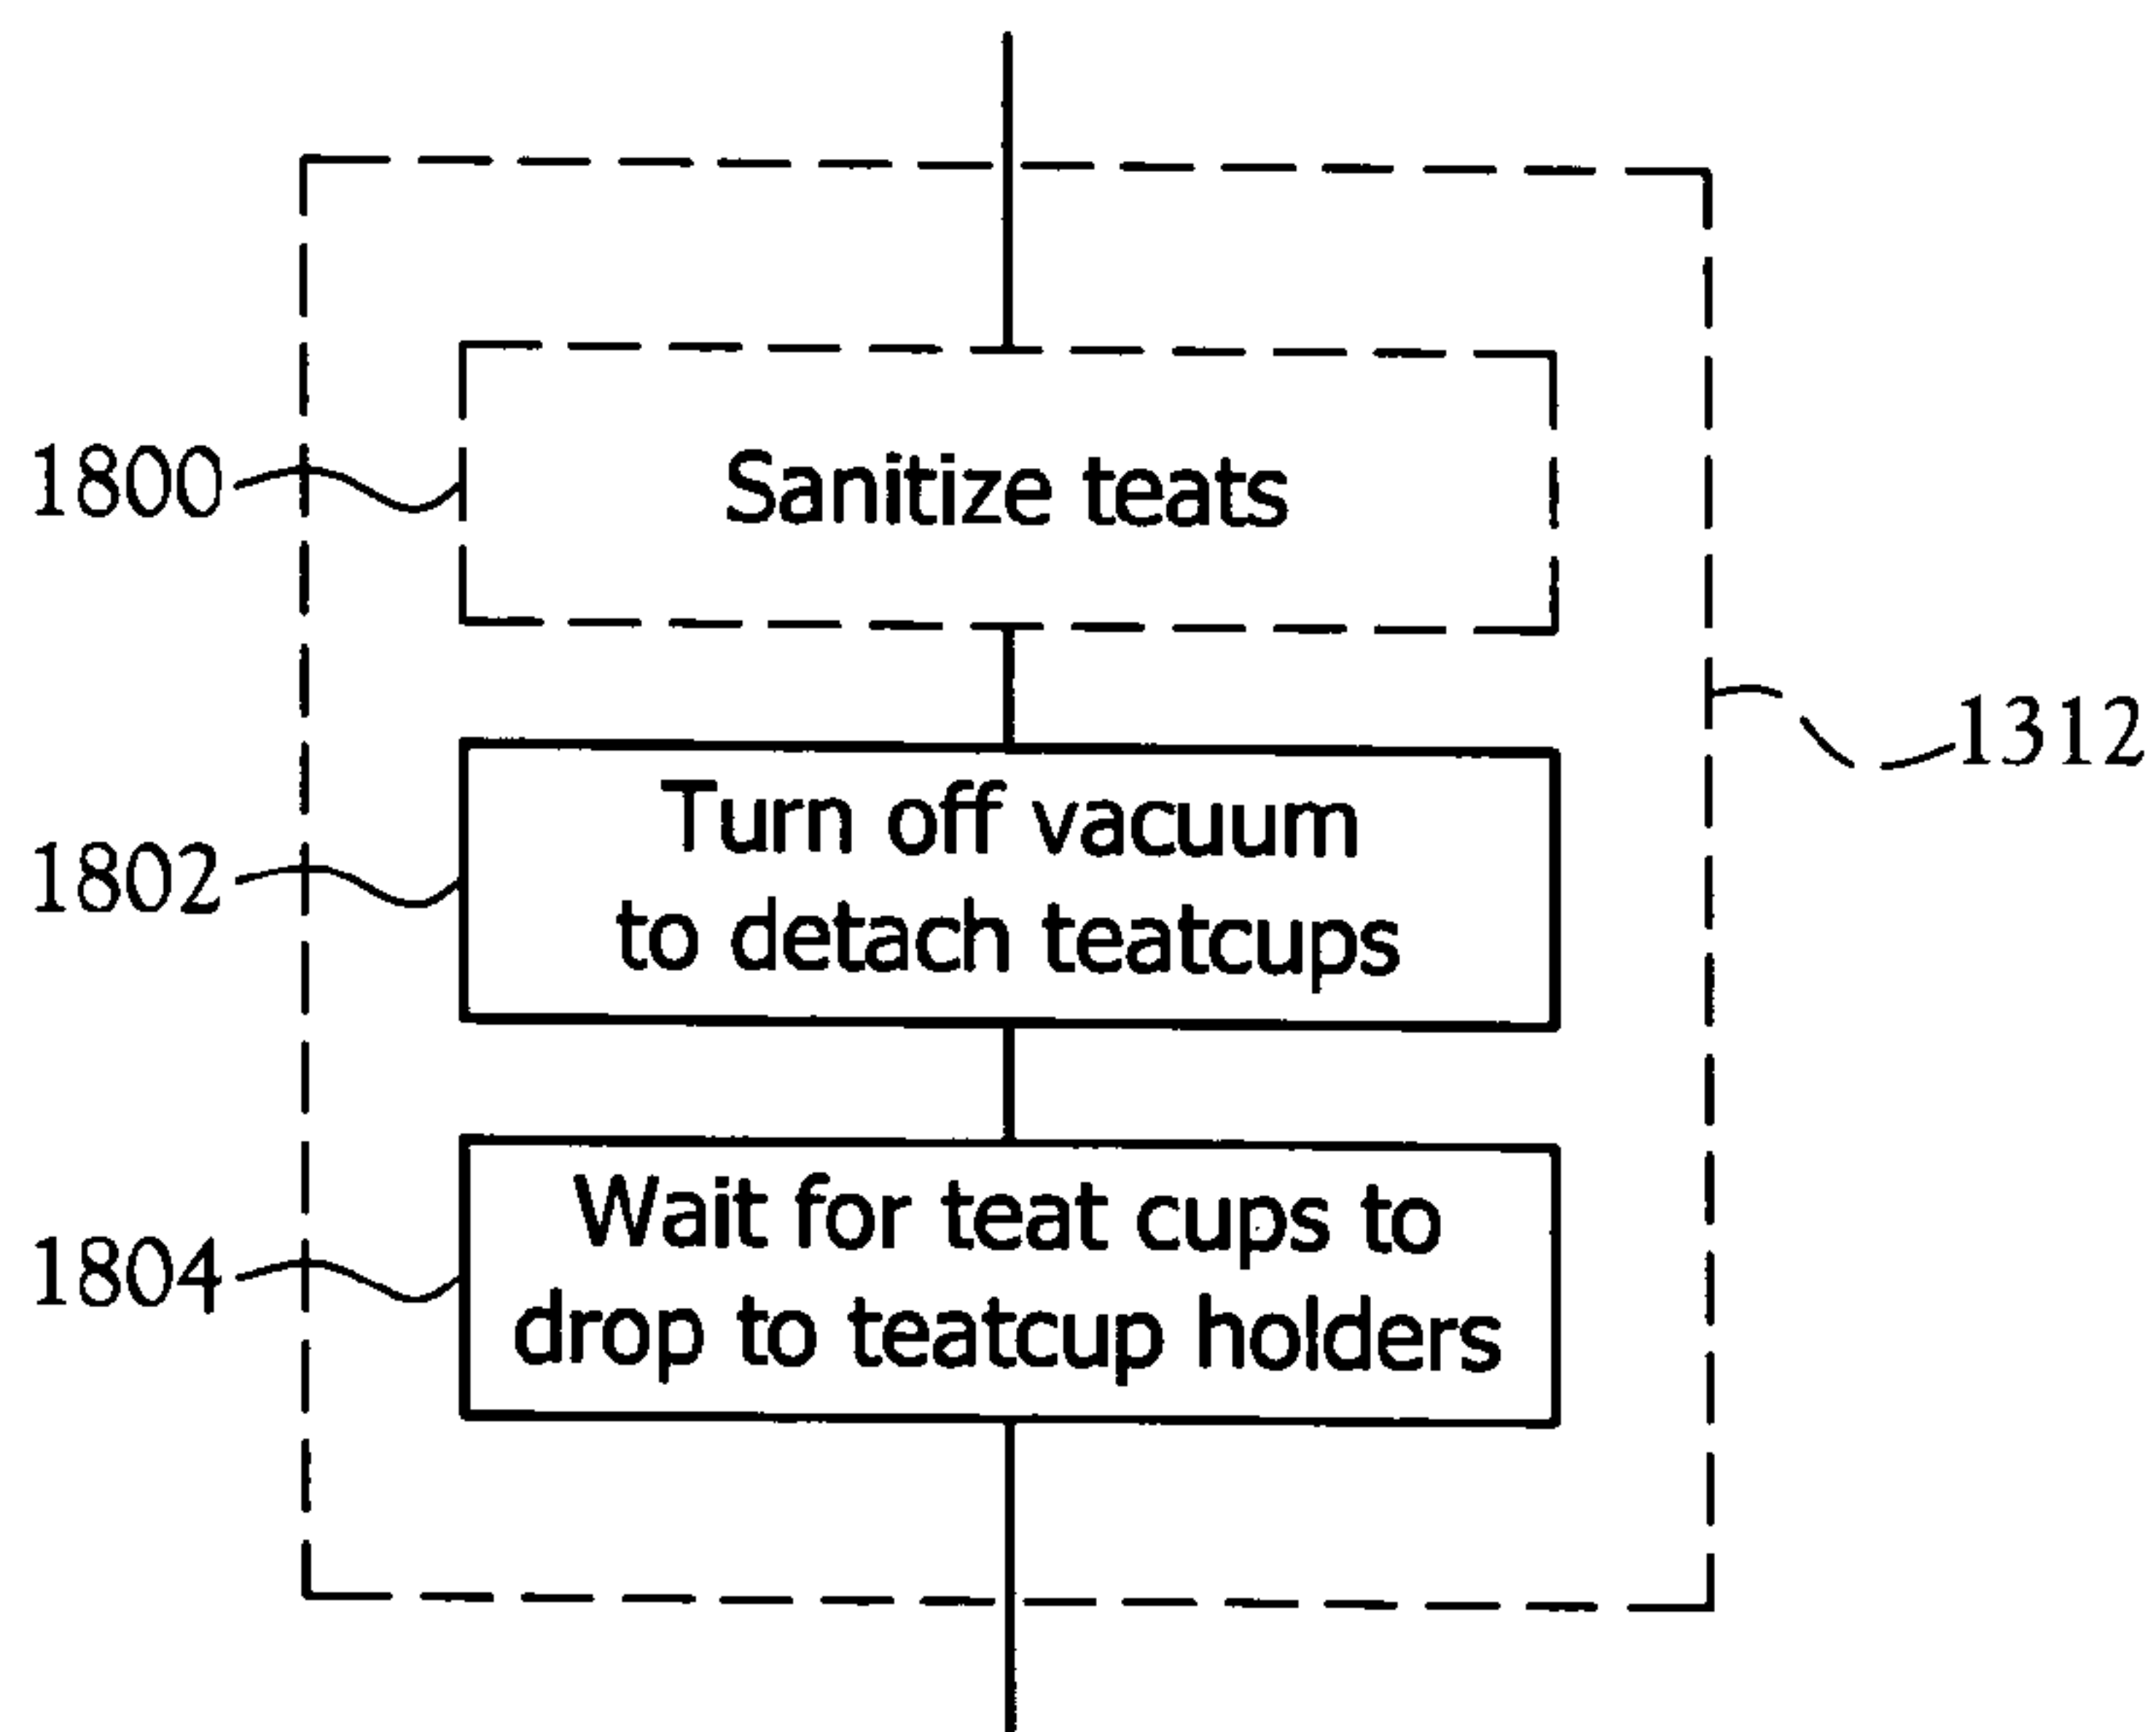 1800
Sanitize teats
1312
1802
Turn off vacuum
to detach teatcups
1804
Wait for teat cups to
drop to teatcup holders